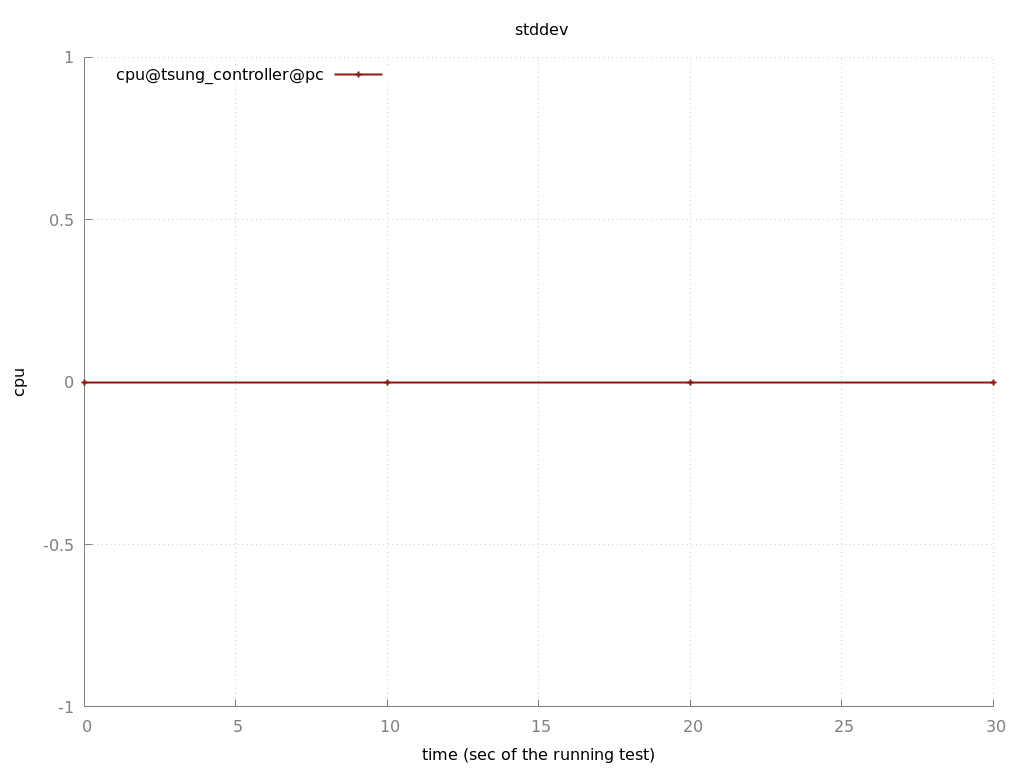 stddev
1
cpu@tsung_controller@pc
0.5
cpu
0
-0.5
-1
0 5 10 15 20 25 30
time (sec of the running test)